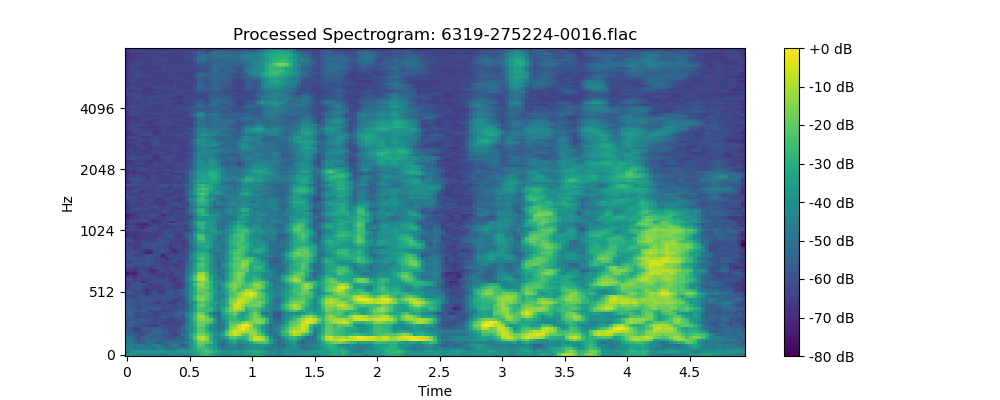 Processed Spectrogram: 6319-275224-0016.flac
Hz
4096
2048
1024
512
0
0
0.5
1
1.5
2
2.5
3
3.5
4
4.5
Time
+0 dB
-10 dB
-20 dB
-30 dB
-40 dB
-50 dB
-60 dB
-70 dB
-80 dB